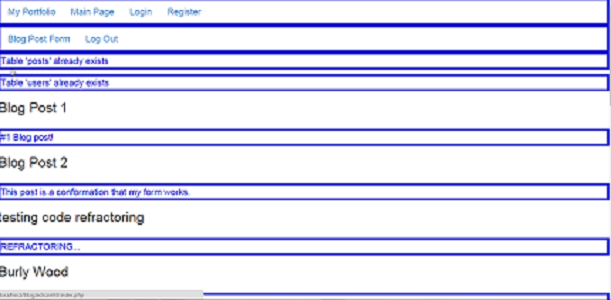 My Portfolio Main Page Login Register
Blog Post Form Log Out
Table 'posts' already exists
Table 'users' already exists
Blog Post 1
#1 Blog post!
Blog Post 2
This post is a conformation that my form works.
testing code refractoring
REFRACTORING...
Burly Wood